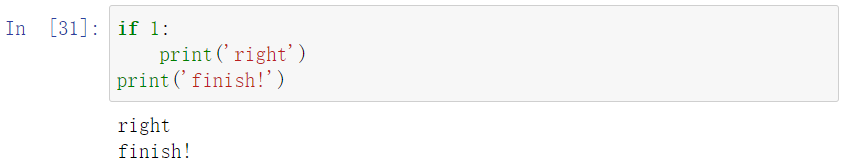 In [31]: if 1:
    print('right')
print('finish!')
right
finish!